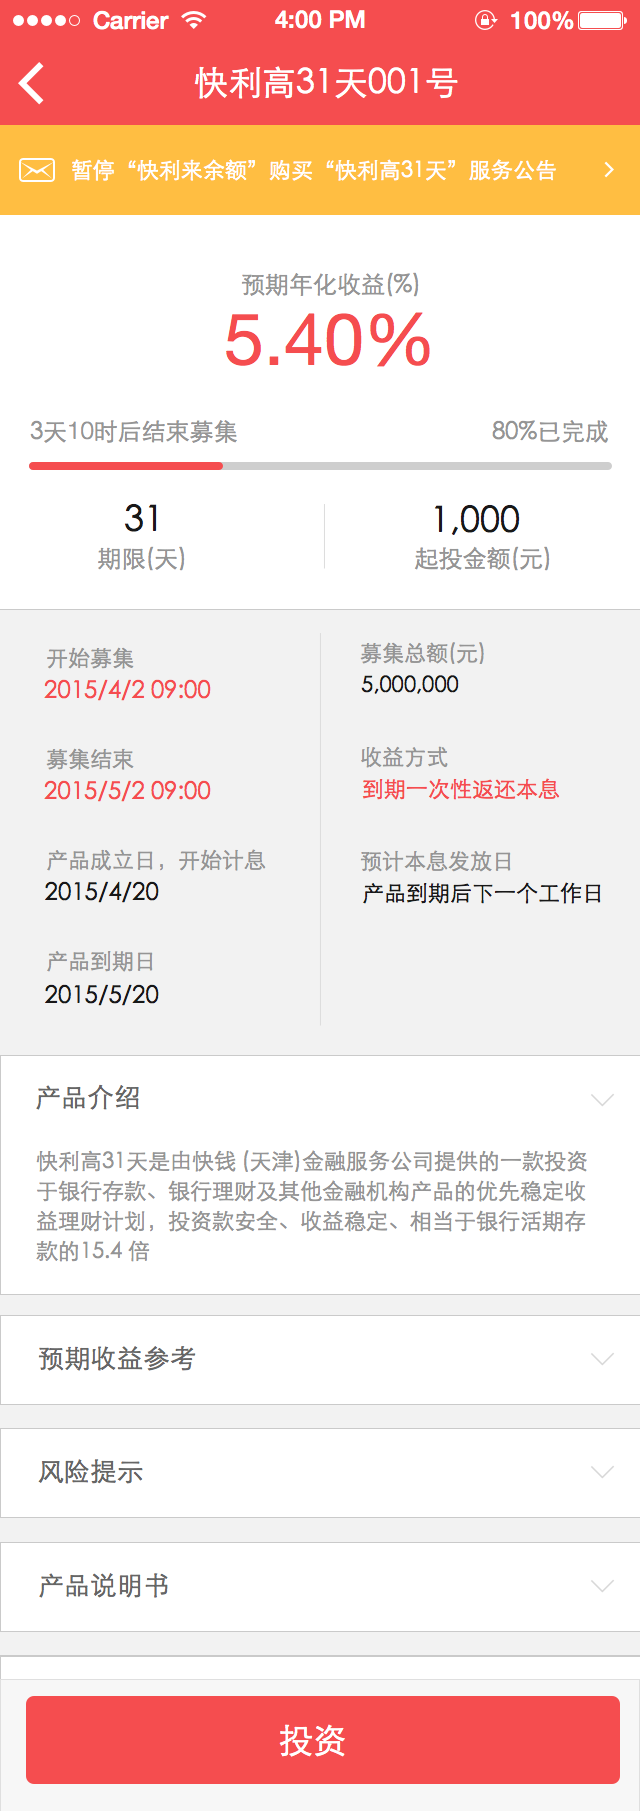 Carrier 4:00 PM 100%
快利高31天001号
暂停“快利来余额”购买“快利高31天”服务公告
预期年化收益(%)
5.40%
3天10时后结束募集 80%已完成
31 1,000
期限(天) 起投金额(元)
开始募集 募集总额(元)
2015/4/2 09:00 5,000,000
募集结束 收益方式
2015/5/2 09:00 到期一次性返还本息
产品成立日，开始计息 预计本息发放日
2015/4/20 产品到期后下一个工作日
产品到期日
2015/5/20
产品介绍
快利高31天是由快钱 (天津)金融服务公司提供的一款投资
于银行存款、银行理财及其他金融机构产品的优先稳定收
益理财计划，投资款安全、收益稳定、相当于银行活期存
款的15.4 倍
预期收益参考
风险提示
产品说明书
投资